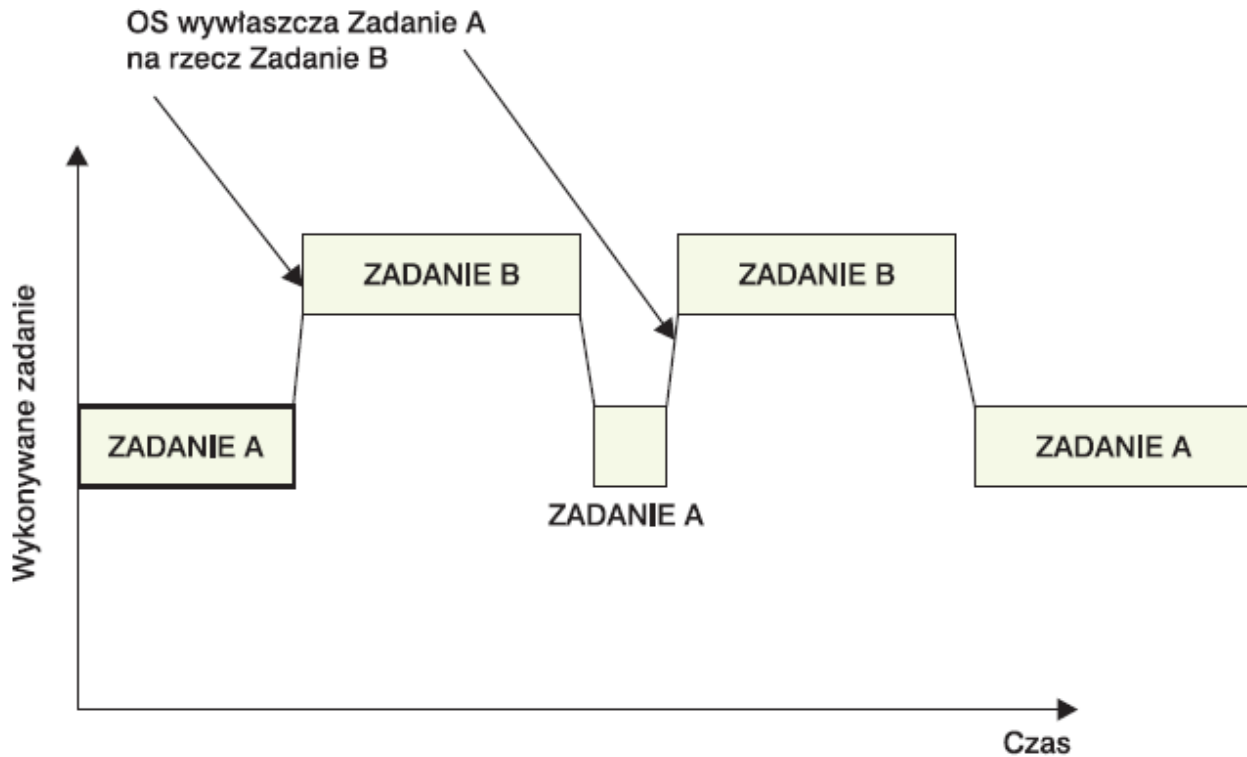 OS wywłaszcza Zadanie A
na rzecz Zadanie B
ZADANIE B
ZADANIE B
ZADANIE A
ZADANIE A
ZADANIE A
Wykonywane zadanie
Czas